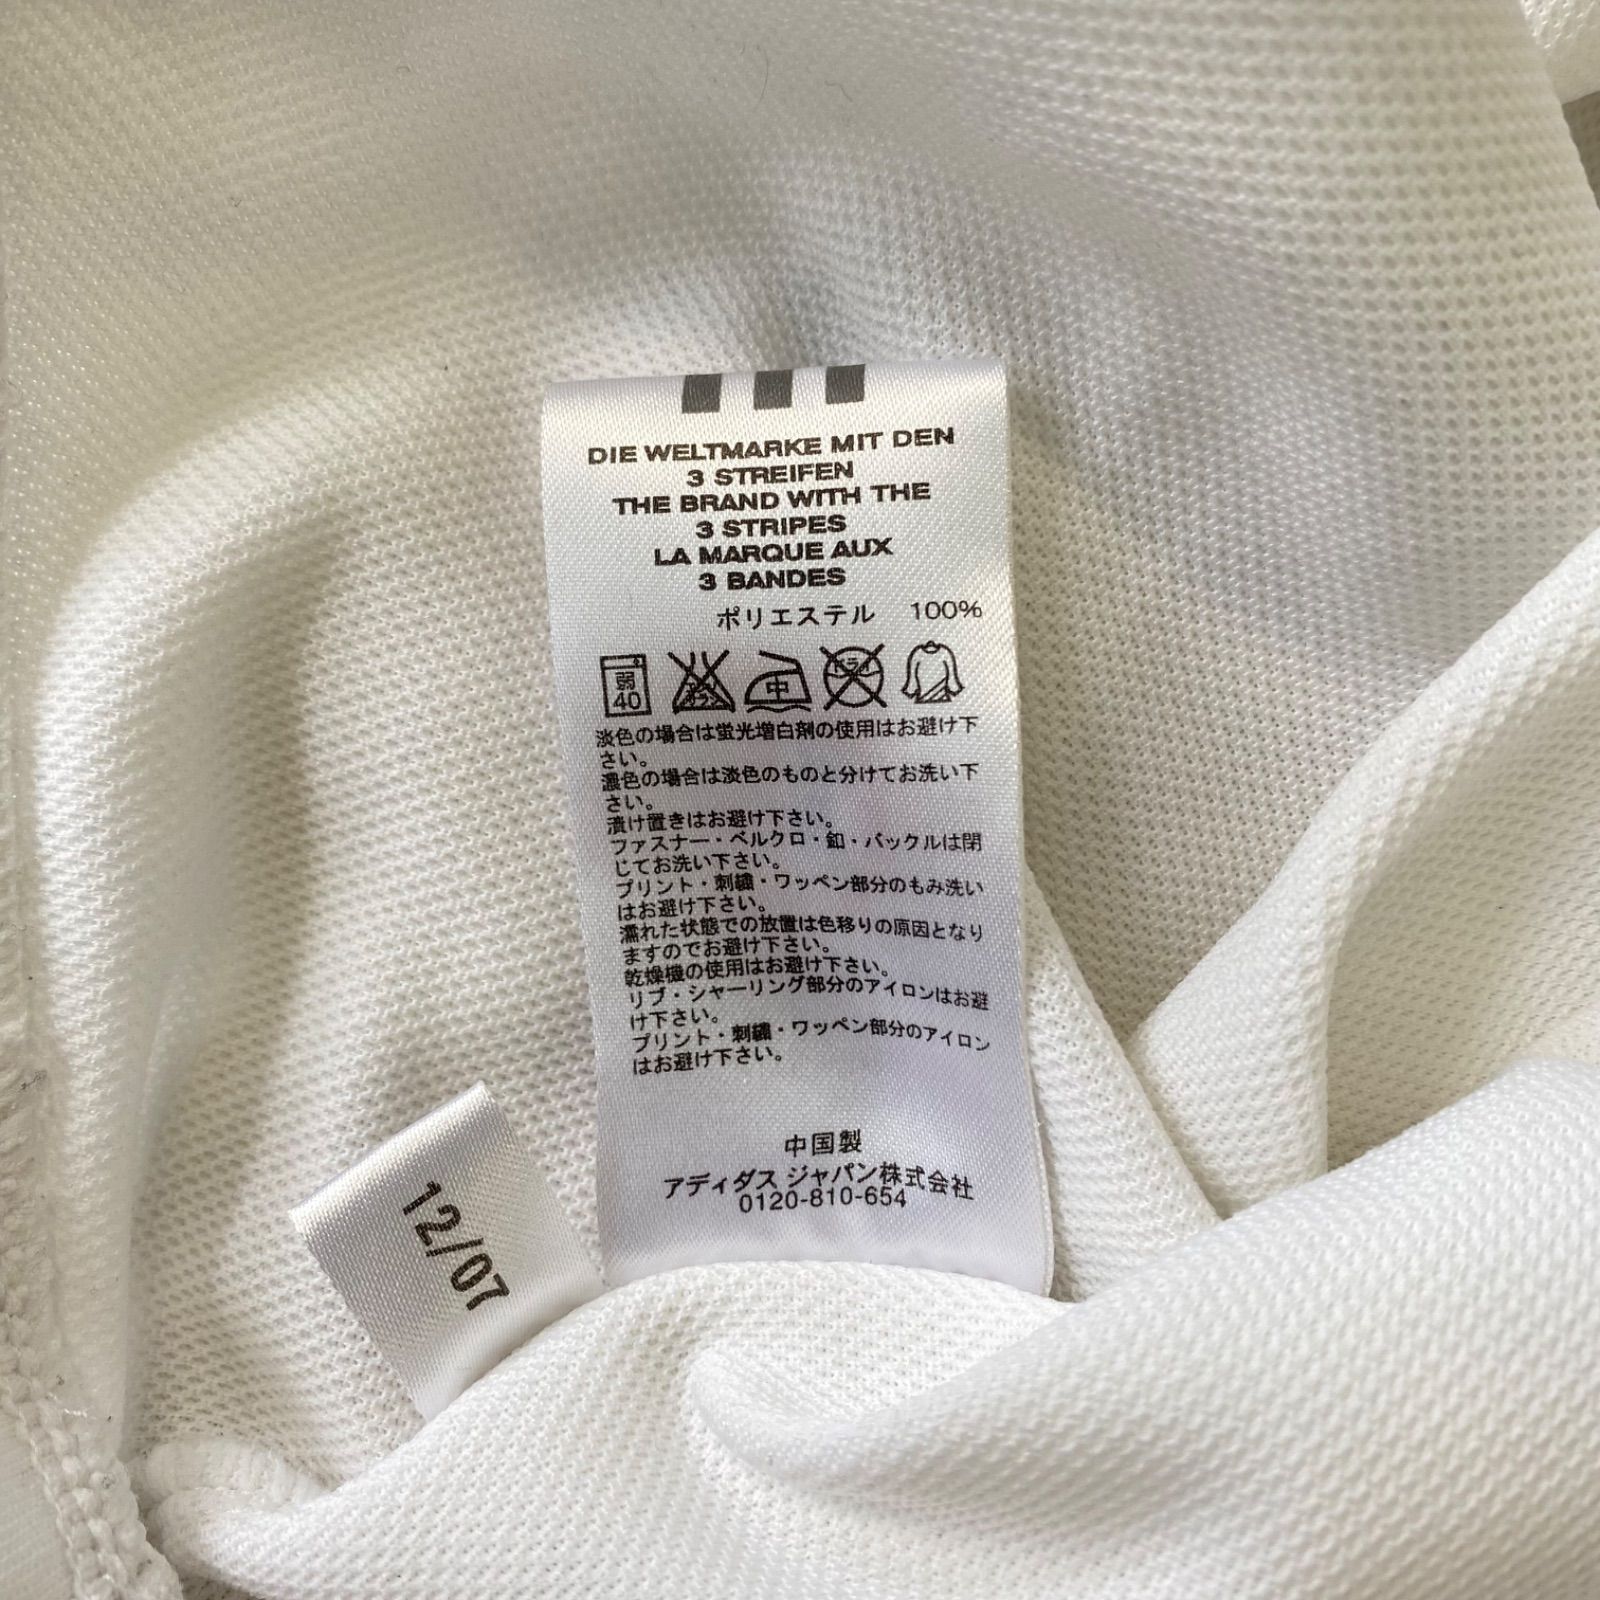 DIE WELTMARKE MIT DEN
3 STREIFEN
THE BRAND WITH THE
3 STRIPES
LA MARQUE AUX
3 BANDES
ポリエステル 100%
弱 40 中 ドライ
淡色の場合は蛍光増白剤の使用はお避け下
さい。
濃色の場合は淡色のものと分けてお洗い下
さい。
漬け置きはお避け下さい。
ファスナー・ベルクロ・釦・バックルは閉
じてお洗い下さい。
プリント・刺繍・ワッペン部分のもみ洗い
はお避け下さい。
濡れた状態での放置は色移りの原因となり
ますのでお避け下さい。
乾燥機の使用はお避け下さい。
リブ・シャーリング部分のアイロンはお避
け下さい。
プリント・刺繍・ワッペン部分のアイロン
はお避け下さい。
中国製
アディダス ジャパン株式会社
0120-810-654
12/07